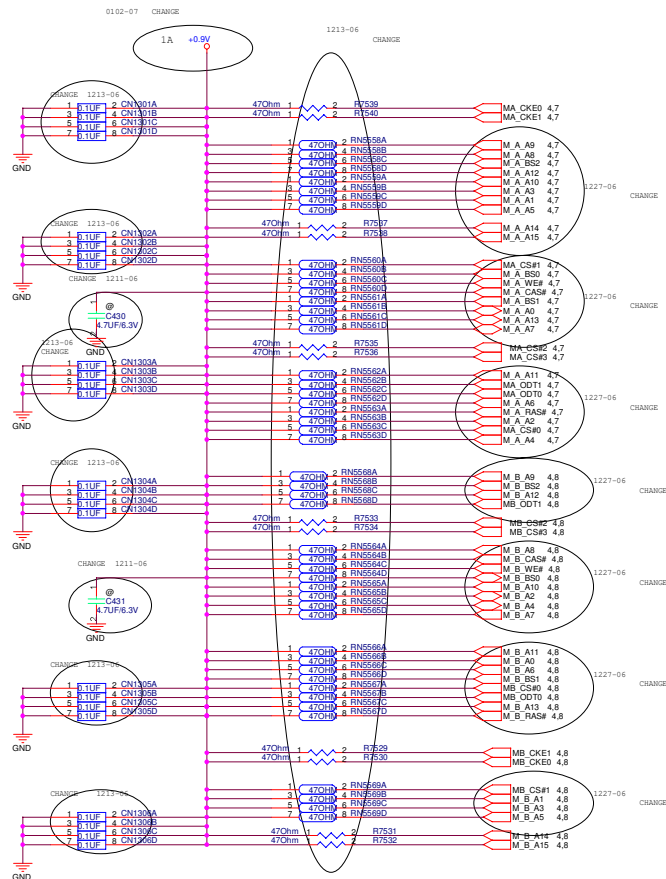 0102-07 CHANGE
1A +0.9V
1213-06
CHANGE
CHANGE 1213-06
1 0.1UF 2 CN1301A
3 0.1UF 4 CN1301B
5 0.1UF 6 CN1301C
7 0.1UF 8 CN1301D
GND
47Ohm 1 2 R7539 MA_CKE0 4,7
47Ohm 1 2 R7540 MA_CKE1 4,7
1 47OHM 2 RN5558A M_A_A9 4,7
3 47OHM 4 RN5558B M_A_A8 4,7
5 47OHM 6 RN5558C M_A_BS2 4,7
7 47OHM 8 RN5558D M_A_A12 4,7
1 47OHM 2 RN5559A M_A_A10 4,7
3 47OHM 4 RN5559B M_A_A3 4,7
5 47OHM 6 RN5559C M_A_A1 4,7
7 47OHM 8 RN5559D M_A_A5 4,7
1227-06
CHANGE
47Ohm 1 2 R7537 M_A_A14 4,7
47Ohm 1 2 R7538 M_A_A15 4,7
CHANGE 1213-06
1 0.1UF 2 CN1302A
3 0.1UF 4 CN1302B
5 0.1UF 6 CN1302C
7 0.1UF 8 CN1302D
GND
1 47OHM 2 RN5560A MA_CS#1 4,7
3 47OHM 4 RN5560B M_A_BS0 4,7
5 47OHM 6 RN5560C M_A_WE# 4,7
7 47OHM 8 RN5560D M_A_CAS# 4,7
1 47OHM 2 RN5561A M_A_BS1 4,7
3 47OHM 4 RN5561B M_A_A0 4,7
5 47OHM 6 RN5561C M_A_A13 4,7
7 47OHM 8 RN5561D M_A_A7 4,7
1227-06
CHANGE
CHANGE 1211-06
1
@
C430
4.7UF/6.3V
2
GND
47Ohm 1 2 R7535 MA_CS#2 4,7
47Ohm 1 2 R7536 MA_CS#3 4,7
1213-06
CHANGE
1 0.1UF 2 CN1303A
3 0.1UF 4 CN1303B
5 0.1UF 6 CN1303C
7 0.1UF 8 CN1303D
GND
1 47OHM 2 RN5562A M_A_A11 4,7
3 47OHM 4 RN5562B MA_ODT1 4,7
5 47OHM 6 RN5562C MA_ODT0 4,7
7 47OHM 8 RN5562D M_A_A6 4,7
1 47OHM 2 RN5563A M_A_RAS# 4,7
3 47OHM 4 RN5563B M_A_A2 4,7
5 47OHM 6 RN5563C MA_CS#0 4,7
7 47OHM 8 RN5563D M_A_A4 4,7
1227-06
CHANGE
CHANGE 1213-06
1 0.1UF 2 CN1304A
3 0.1UF 4 CN1304B
5 0.1UF 6 CN1304C
7 0.1UF 8 CN1304D
GND
1 47OHM 2 RN5568A M_B_A9 4,8
3 47OHM 4 RN5568B M_B_BS2 4,8
5 47OHM 6 RN5568C M_B_A12 4,8
7 47OHM 8 RN5568D MB_ODT1 4,8
1227-06
CHANGE
47Ohm 1 2 R7533 MB_CS#2 4,8
47Ohm 1 2 R7534 MB_CS#3 4,8
1 47OHM 2 RN5564A M_B_A8 4,8
3 47OHM 4 RN5564B M_B_CAS# 4,8
5 47OHM 6 RN5564C M_B_WE# 4,8
7 47OHM 8 RN5564D M_B_BS0 4,8
1 47OHM 2 RN5565A M_B_A10 4,8
3 47OHM 4 RN5565B M_B_A2 4,8
5 47OHM 6 RN5565C M_B_A4 4,8
7 47OHM 8 RN5565D M_B_A7 4,8
1227-06
CHANGE
CHANGE 1211-06
1
@
C431
4.7UF/6.3V
2
GND
CHANGE 1213-06
1 0.1UF 2 CN1305A
3 0.1UF 4 CN1305B
5 0.1UF 6 CN1305C
7 0.1UF 8 CN1305D
GND
1 47OHM 2 RN5566A M_B_A11 4,8
3 47OHM 4 RN5566B M_B_A0 4,8
5 47OHM 6 RN5566C M_B_A6 4,8
7 47OHM 8 RN5566D M_B_BS1 4,8
1 47OHM 2 RN5567A MB_CS#0 4,8
3 47OHM 4 RN5567B MB_ODT0 4,8
5 47OHM 6 RN5567C M_B_A13 4,8
7 47OHM 8 RN5567D M_B_RAS# 4,8
1227-06
CHANGE
47Ohm 1 2 R7529 MB_CKE1 4,8
47Ohm 1 2 R7530 MB_CKE0 4,8
CHANGE 1213-06
1 0.1UF 2 CN1306A
3 0.1UF 4 CN1306B
5 0.1UF 6 CN1306C
7 0.1UF 8 CN1306D
GND
1 47OHM 2 RN5569A MB_CS#1 4,8
3 47OHM 4 RN5569B M_B_A1 4,8
5 47OHM 6 RN5569C M_B_A3 4,8
7 47OHM 8 RN5569D M_B_A5 4,8
1227-06
CHANGE
47Ohm 1 2 R7531 M_B_A14 4,8
47Ohm 1 2 R7532 M_B_A15 4,8